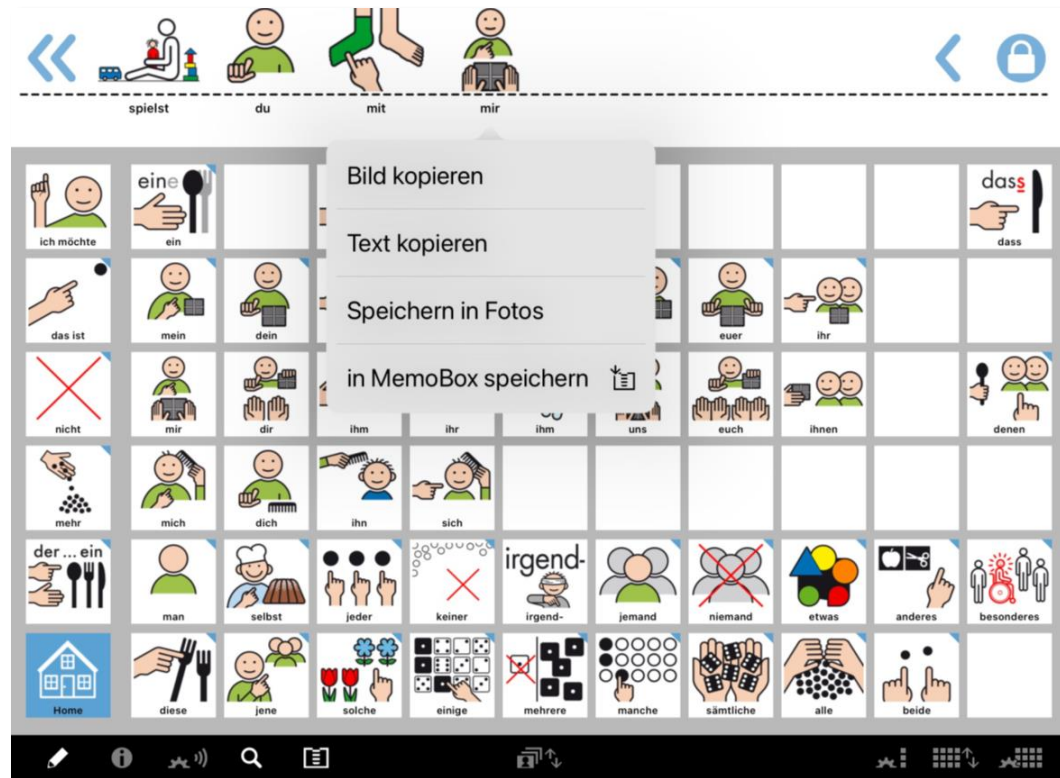 spielst du mit mir
Bild kopieren
Text kopieren
Speichern in Fotos
in MemoBox speichern
eine
dass
ich möchte ein dass
das ist mein dein euer ihr
nicht mir dir ihm ihr ihm uns euch ihnen denen
mehr mich dich ihn sich
der ... ein
irgend-
man selbst jeder keiner irgend- jemand niemand etwas anderes besonderes
Home diese jene solche einige mehrere manche sämtliche alle beide